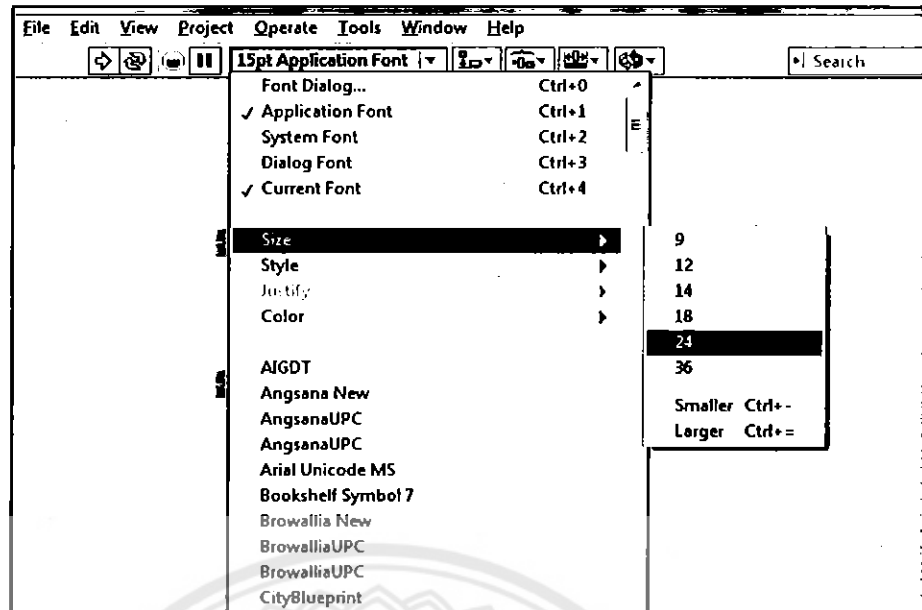 File Edit View Project Operate Tools Window Help
15pt Application Font Search
Font Dialog... Ctrl+0
✓ Application Font Ctrl+1
System Font Ctrl+2
Dialog Font Ctrl+3
✓ Current Font Ctrl+4
Size 9
Style 12
Justify 14
Color 18
24
AIGDT 36
Angsana New
AngsanaUPC Smaller Ctrl+-
AngsanaUPC Larger Ctrl+=
Arial Unicode MS
Bookshelf Symbol 7
Browallia New
BrowalliaUPC
BrowalliaUPC
CityBlueprint